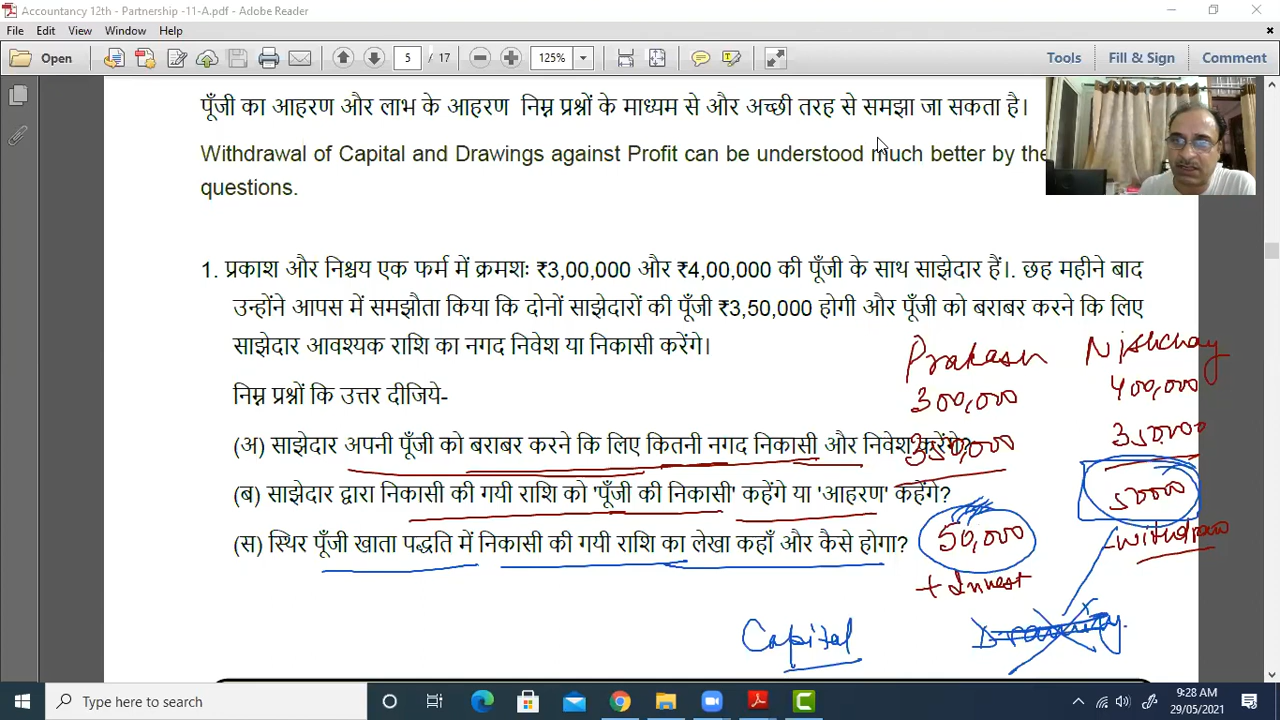 Accountancy 12th - Partnership -11-A.pdf - Adobe Reader
File Edit View Window Help
Open 5 / 17 125% Tools Fill & Sign Comment
पूँजी का आहरण और लाभ के आहरण निम्न प्रश्नों के माध्यम से और अच्छी तरह से समझा जा सकता है।
Withdrawal of Capital and Drawings against Profit can be understood much better by the
questions.
1. प्रकाश और निश्चय एक फर्म में क्रमशः ₹3,00,000 और ₹4,00,000 की पूँजी के साथ साझेदार हैं।. छह महीने बाद
उन्होंने आपस में समझौता किया कि दोनों साझेदारों की पूँजी ₹3,50,000 होगी और पूँजी को बराबर करने कि लिए
साझेदार आवश्यक राशि का नगद निवेश या निकासी करेंगे।
निम्न प्रश्नों कि उत्तर दीजिये-
(अ) साझेदार अपनी पूँजी को बराबर करने कि लिए कितनी नगद निकासी और निवेश करेंगे?
(ब) साझेदार द्वारा निकासी की गयी राशि को 'पूँजी की निकासी' कहेंगे या 'आहरण' कहेंगे?
(स) स्थिर पूँजी खाता पद्धति में निकासी की गयी राशि का लेखा कहाँ और कैसे होगा?
Prakash Nishchay
300,000 400,000
350,000 350000
50,000 50000
+ Invest - withdraw
Capital Drawings
Type here to search
9:28 AM
29/05/2021